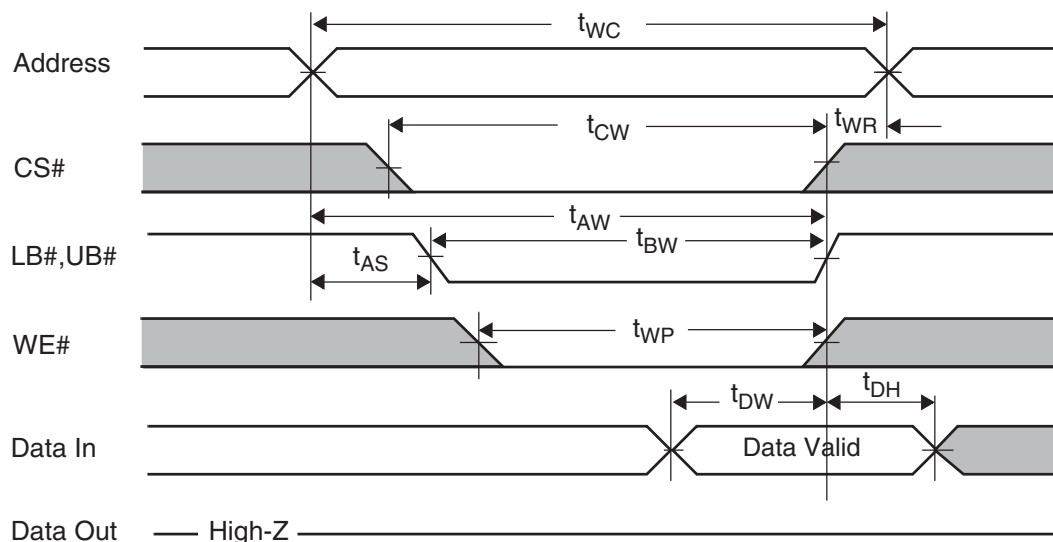 tWC
Address
tCW
tWR
CS#
tAW
LB#,UB#
tBW
tAS
WE#
tWP
tDW
tDH
Data In
Data Valid
Data Out
High-Z